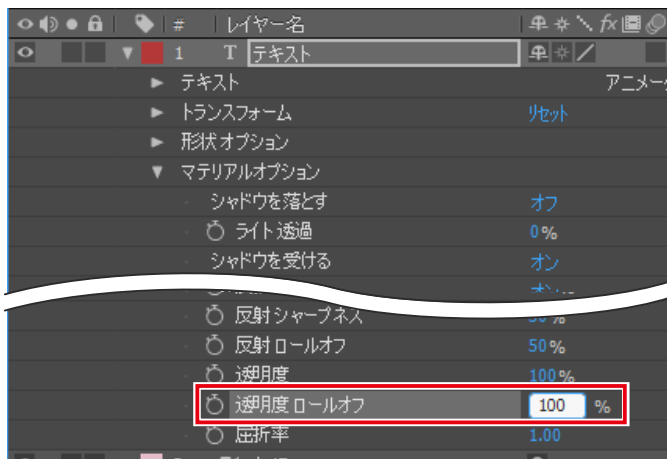 # レイヤー名 fx
1 T テキスト
テキスト アニメー
トランスフォーム リセット
形状オプション
マテリアルオプション
シャドウを落とす オフ
ライト透過 0%
シャドウを受ける オン
反射シャープネス
反射ロールオフ 50%
透明度 100%
透明度ロールオフ 100 %
屈折率 1.00